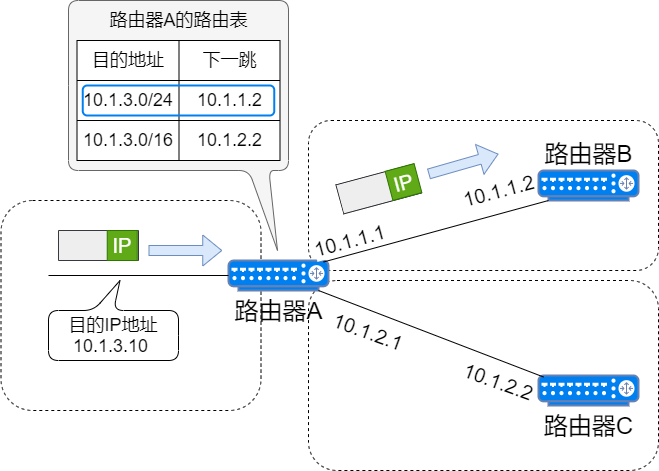 路由器A的路由表
目的地址 下一跳
10.1.3.0/24 10.1.1.2
10.1.3.0/16 10.1.2.2
路由器B
IP
10.1.1.2
IP
10.1.1.1
目的IP地址
10.1.3.10
路由器A
10.1.2.1
10.1.2.2
路由器C